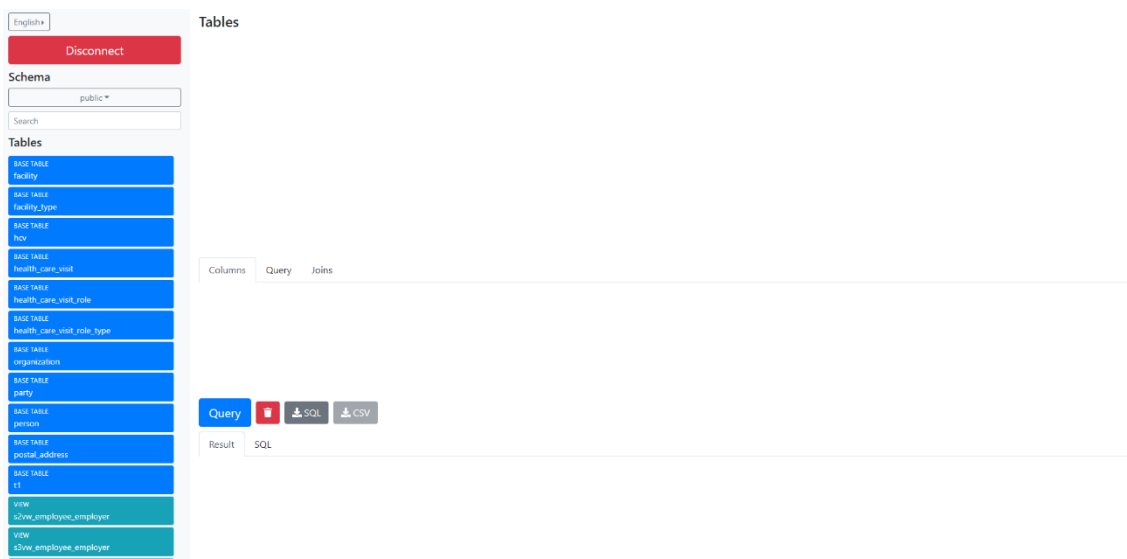 English
Disconnect
Schema
public
Search
Tables
BASE TABLE
facility
BASE TABLE
facility_type
BASE TABLE
hcv
BASE TABLE
health_care_visit
BASE TABLE
health_care_visit_role
BASE TABLE
health_care_visit_role_type
BASE TABLE
organization
BASE TABLE
party
BASE TABLE
person
BASE TABLE
postal_address
BASE TABLE
t1
VIEW
s2vw_employee_employer
VIEW
s3vw_employee_employer
Tables
Columns Query Joins
Query SQL CSV
Result SQL